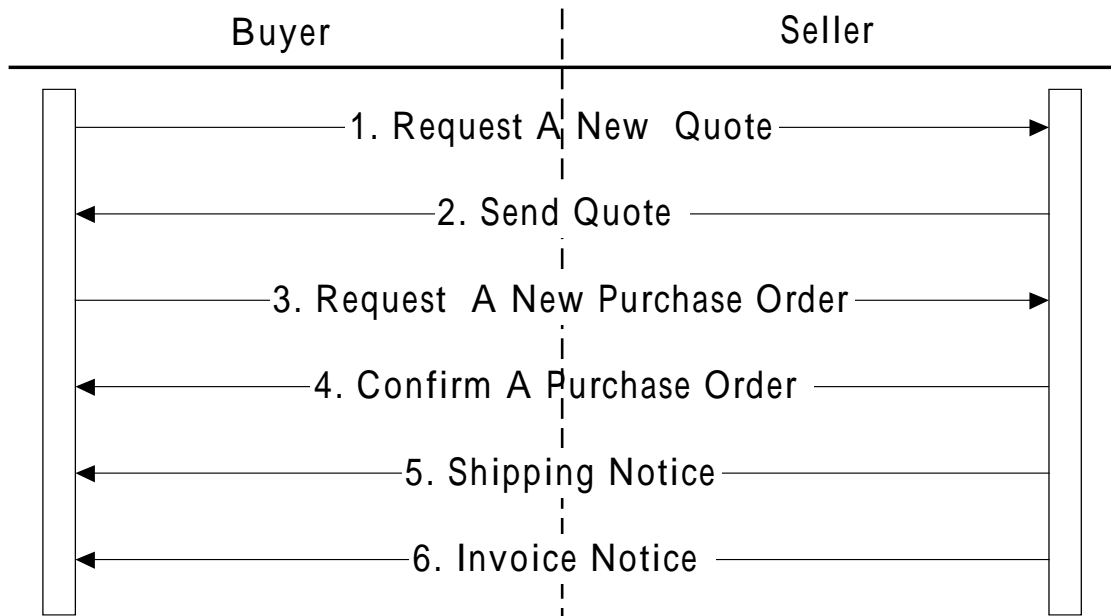 Buyer Seller
1. Request A New Quote
2. Send Quote
3. Request A New Purchase Order
4. Confirm A Purchase Order
5. Shipping Notice
6. Invoice Notice